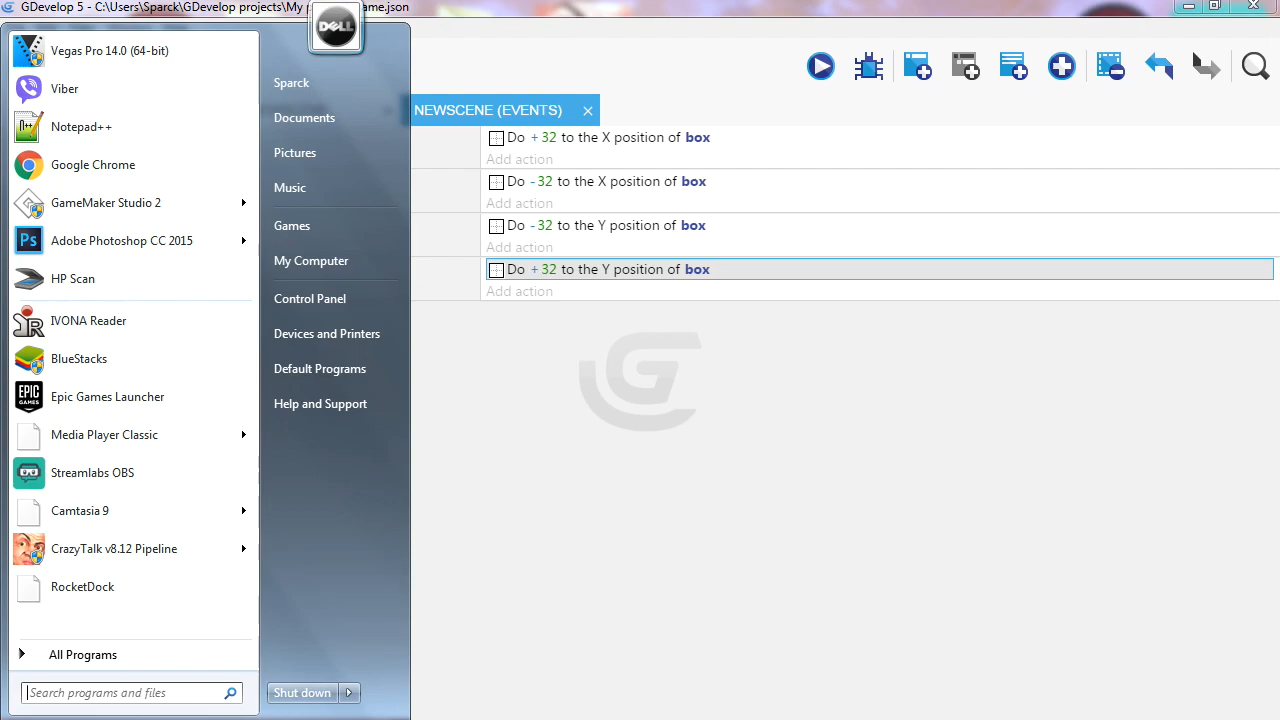 GDevelop 5 - C:\Users\Sparck\GDevelop projects\My
ame.json
DELL
Vegas Pro 14.0 (64-bit)
Viber
Notepad++
Google Chrome
GameMaker Studio 2
Adobe Photoshop CC 2015
HP Scan
IVONA Reader
BlueStacks
Epic Games Launcher
Media Player Classic
Streamlabs OBS
Camtasia 9
CrazyTalk v8.12 Pipeline
RocketDock
All Programs
Search programs and files
Sparck
Documents
Pictures
Music
Games
My Computer
Control Panel
Devices and Printers
Default Programs
Help and Support
Shut down
NEWSCENE (EVENTS)
Do + 32 to the X position of box
Add action
Do - 32 to the X position of box
Add action
Do - 32 to the Y position of box
Add action
Do + 32 to the Y position of box
Add action